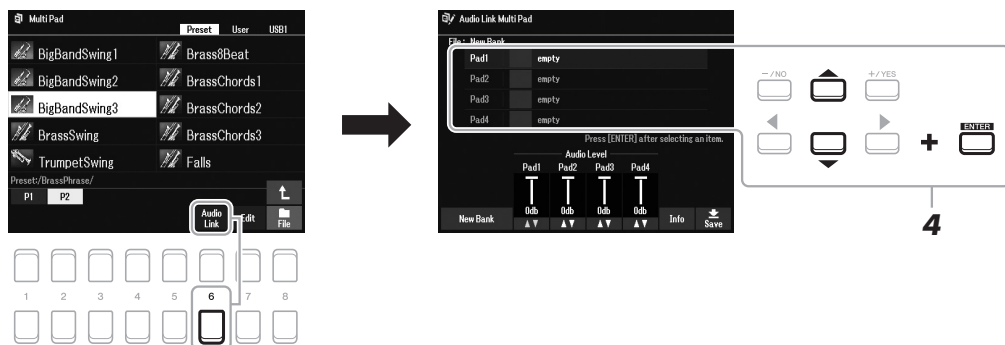 Multi Pad
Preset User USB1
BigBandSwing1 Brass8Beat
BigBandSwing2 BrassChords1
BigBandSwing3 BrassChords2
BrassSwing BrassChords3
TrumpetSwing Falls
Preset:/BrassPhrase/
P1 P2
Audio Link Edit File
1 2 3 4 5 6 7 8
Audio Link Multi Pad
File: New Bank
Pad1 empty
Pad2 empty
Pad3 empty
Pad4 empty
Press [ENTER] after selecting an item.
Audio Level
Pad1 Pad2 Pad3 Pad4
0db 0db 0db 0db
New Bank Info Save
−/NO +/YES
+ ENTER
4